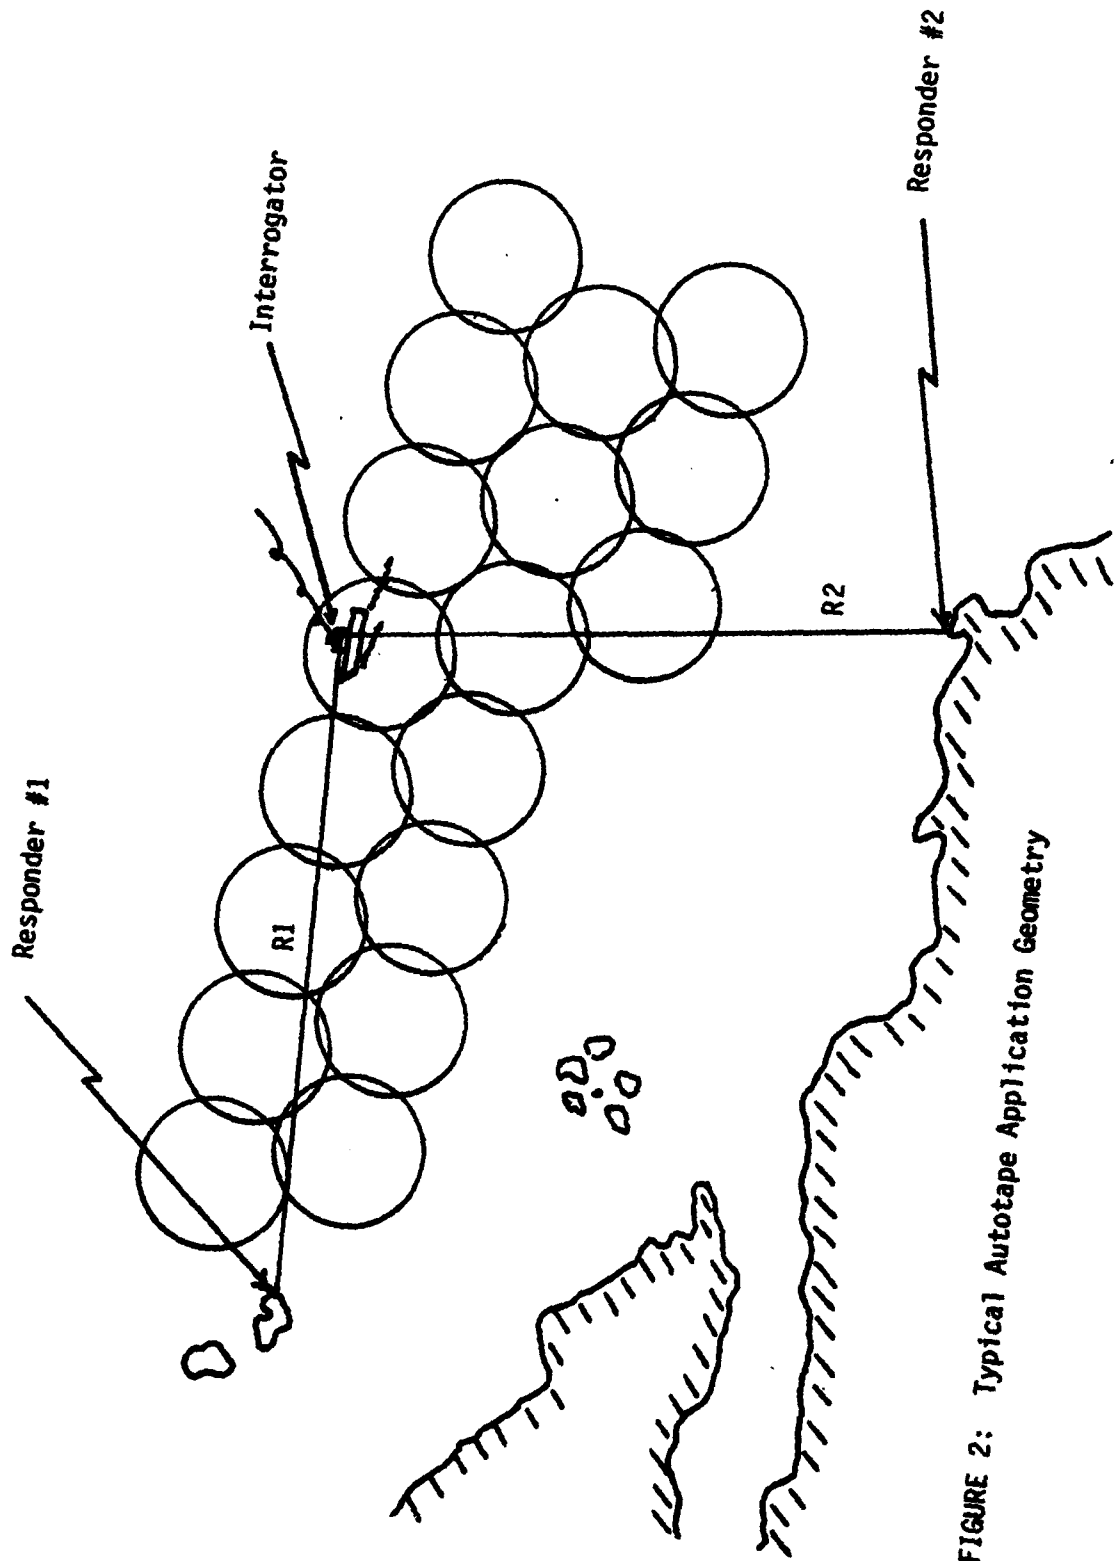 Responder #1
Interrogator
R1
R2
Responder #2
FIGURE 2: Typical Autotape Application Geometry